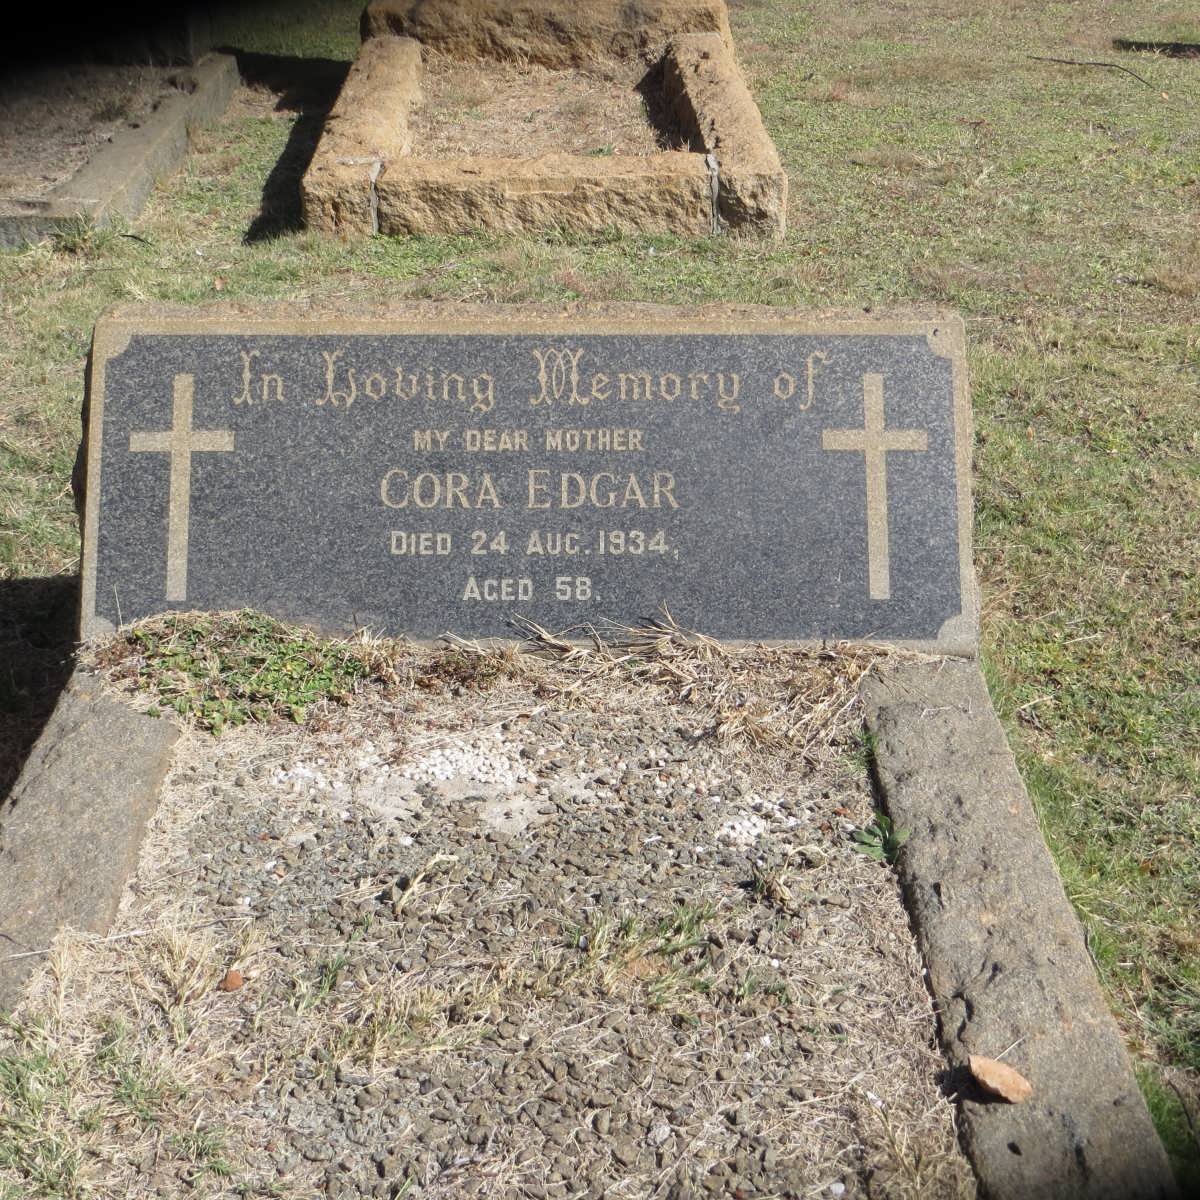 In Loving Memory of
MY DEAR MOTHER
CORA EDGAR
DIED 24 AUG. 1934,
AGED 58.